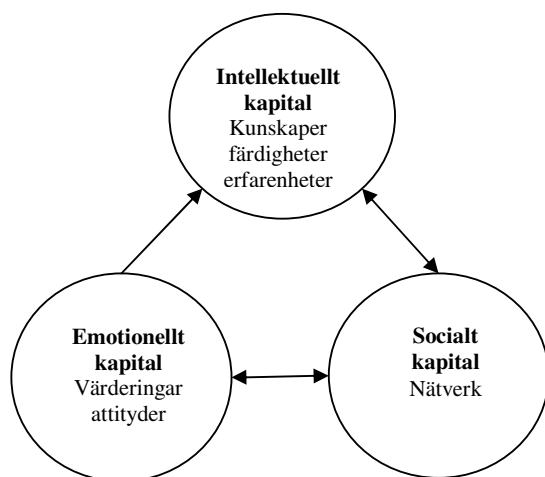 Intellektuellt
kapital
Kunskaper
färdigheter
erfarenheter
Emotionellt
kapital
Värderingar
attityder
Socialt
kapital
Nätverk